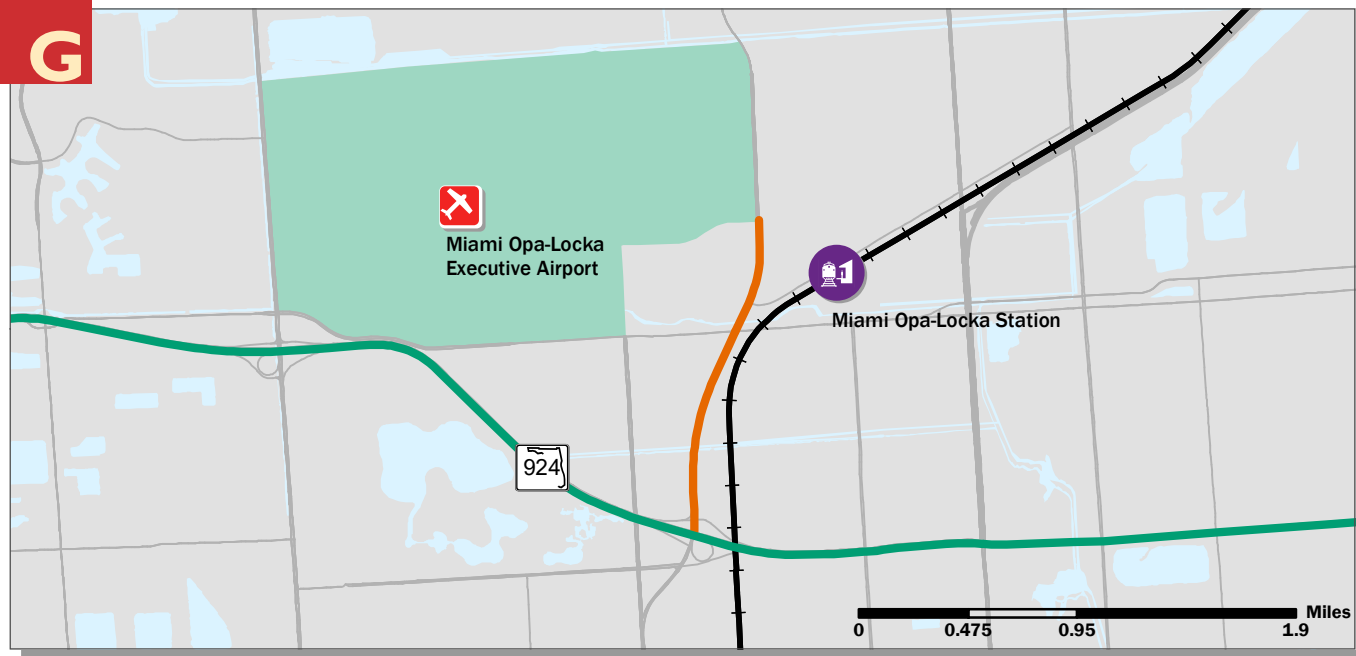 G
Miami Opa-Locka
Executive Airport
Miami Opa-Locka Station
924
Miles
0 0.475 0.95 1.9